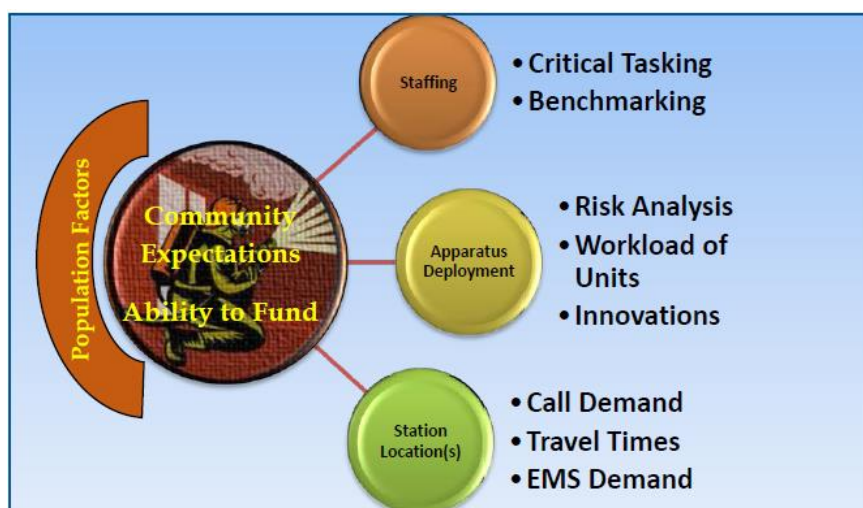 Population Factors
Community
Expectations
Ability to Fund
Staffing
• Critical Tasking
• Benchmarking
Apparatus
Deployment
• Risk Analysis
• Workload of
Units
• Innovations
Station
Location(s)
• Call Demand
• Travel Times
• EMS Demand